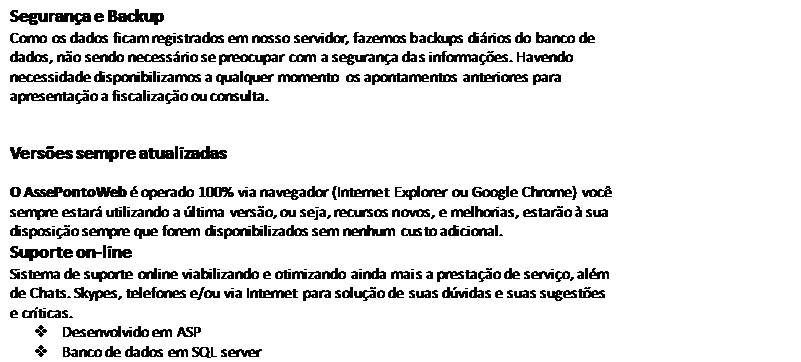 Segurança e Backup
Como os dados ficam registrados em nosso servidor, fazemos backups diários do banco de
dados, não sendo necessário se preocupar com a segurança das informações. Havendo
necessidade disponibilizamos a qualquer momento os apontamentos anteriores para
apresentação a fiscalização ou consulta.
Versões sempre atualizadas
O AssePontoWeb é operado 100% via navegador (Internet Explorer ou Google Chrome) você
sempre estará utilizando a última versão, ou seja, recursos novos, e melhorias, estarão à sua
disposição sempre que forem disponibilizados sem nenhum custo adicional.
Suporte on-line
Sistema de suporte online viabilizando e otimizando ainda mais a prestação de serviço, além
de Chats. Skypes, telefones e/ou via Internet para solução de suas dúvidas e suas sugestões
e críticas.
❖ Desenvolvido em ASP
❖ Banco de dados em SQL server